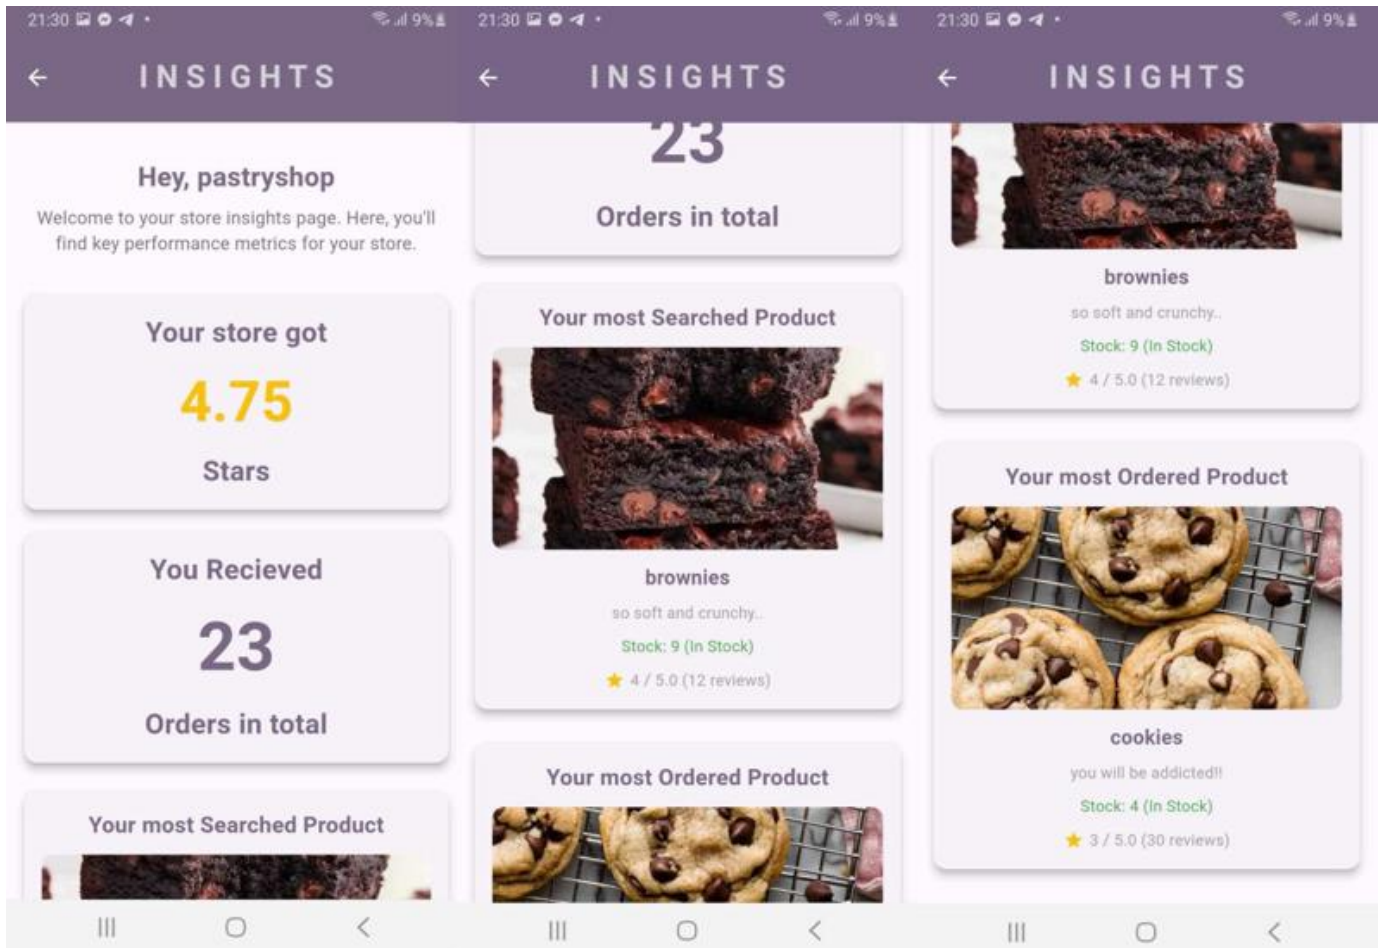 21:30
9%
INSIGHTS
Hey, pastryshop
Welcome to your store insights page. Here, you'll
find key performance metrics for your store.
Your store got
4.75
Stars
You Recieved
23
Orders in total
Your most Searched Product
21:30
9%
INSIGHTS
23
Orders in total
Your most Searched Product
brownies
so soft and crunchy..
Stock: 9 (In Stock)
4 / 5.0 (12 reviews)
Your most Ordered Product
21:30
9%
INSIGHTS
brownies
so soft and crunchy..
Stock: 9 (In Stock)
4 / 5.0 (12 reviews)
Your most Ordered Product
cookies
you will be addicted!!
Stock: 4 (In Stock)
3 / 5.0 (30 reviews)